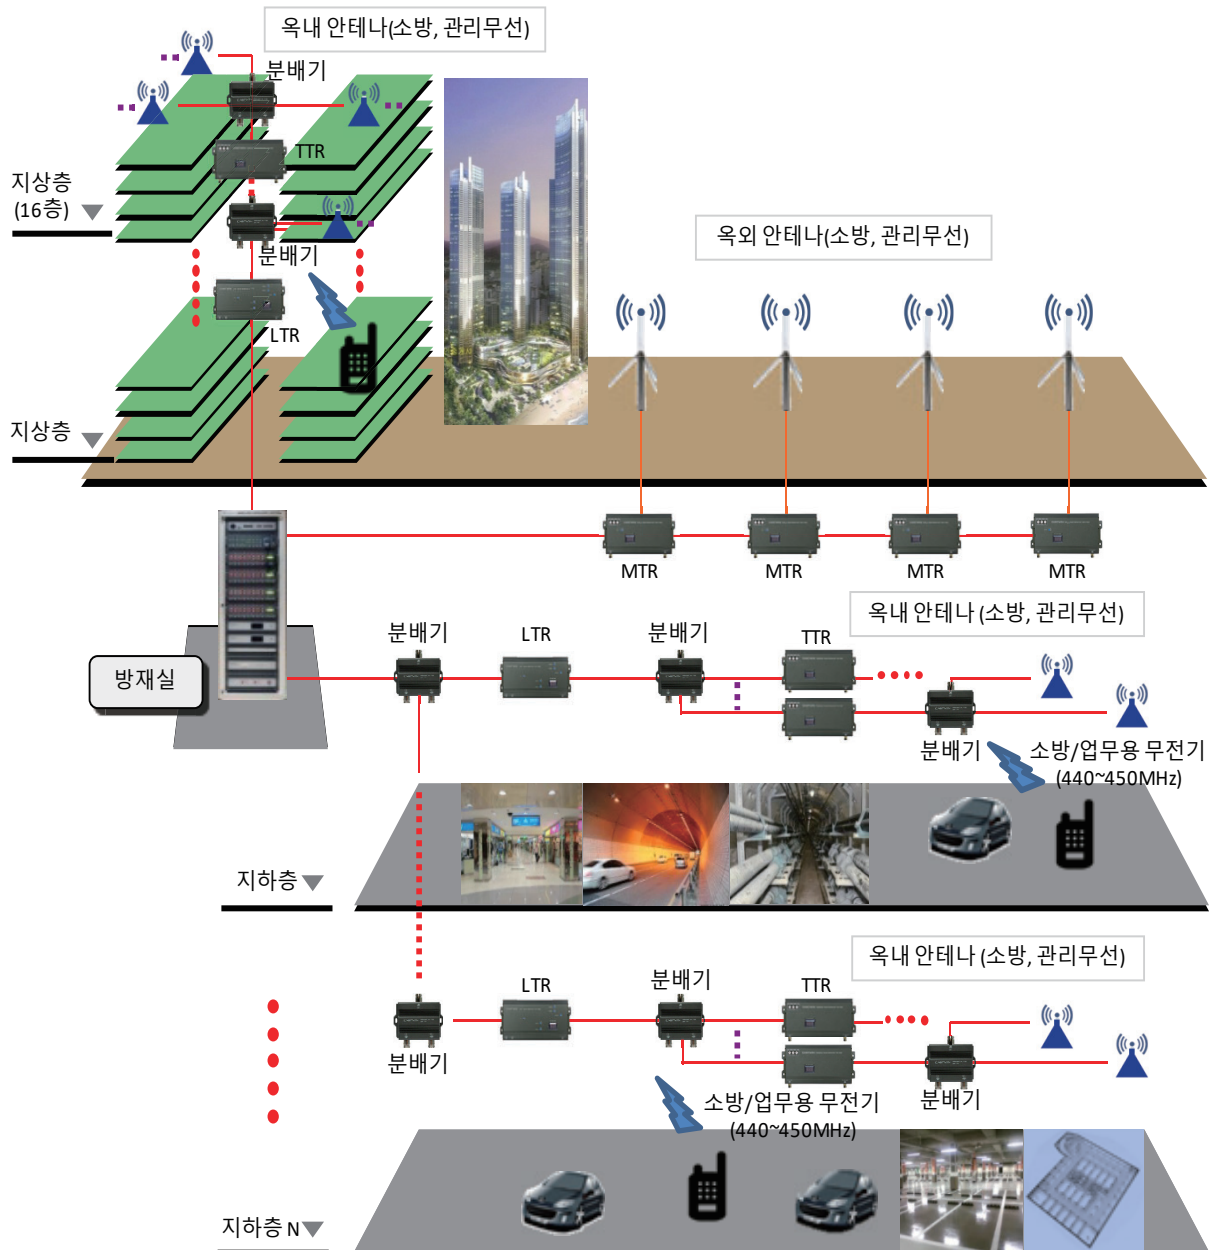 옥내 안테나(소방, 관리무선)
분배기
TTR
지상층
(16층)
분배기
LTR
지상층
옥외 안테나(소방, 관리무선)
MTR
MTR
MTR
MTR
옥내 안테나 (소방, 관리무선)
방재실
분배기
LTR
분배기
TTR
분배기
소방/업무용 무전기
(440~450MHz)
지하층
옥내 안테나 (소방, 관리무선)
분배기
LTR
분배기
TTR
분배기
소방/업무용 무전기
(440~450MHz)
지하층 N